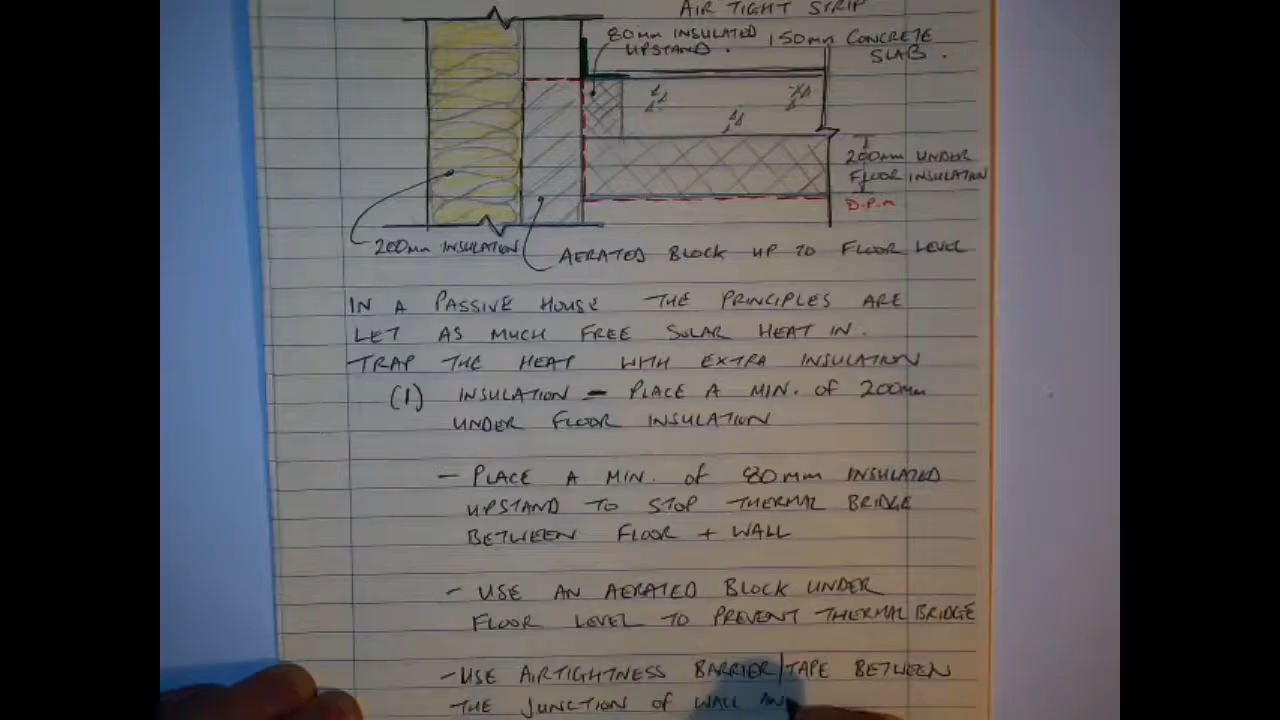 AIR TIGHT STRIP
80mm INSULATED
UPSTAND.
150mm CONCRETE
SLAB.
200mm UNDER
FLOOR INSULATION
D.P.M
200mm INSULATION
AERATED BLOCK UP TO FLOOR LEVEL
IN A PASSIVE HOUSE THE PRINCIPLES ARE
LET AS MUCH FREE SOLAR HEAT IN.
TRAP THE HEAT WITH EXTRA INSULATION
(1) INSULATION - PLACE A MIN. OF 200mm
UNDER FLOOR INSULATION
- PLACE A MIN. OF 80mm INSULATED
UPSTAND TO STOP THERMAL BRIDGE
BETWEEN FLOOR + WALL
- USE AN AERATED BLOCK UNDER
FLOOR LEVEL TO PREVENT THERMAL BRIDGE
- USE AIRTIGHTNESS BARRIER/TAPE BETWEEN
THE JUNCTION OF WALL AN